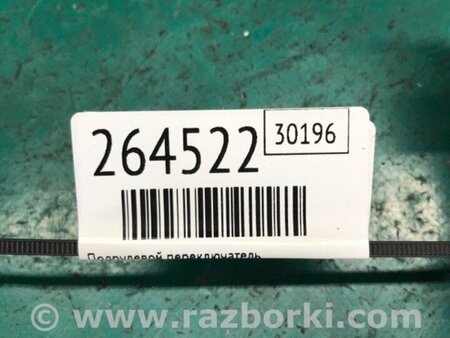 264522
30196
Подрулевой переключатель
© www.razborki.com